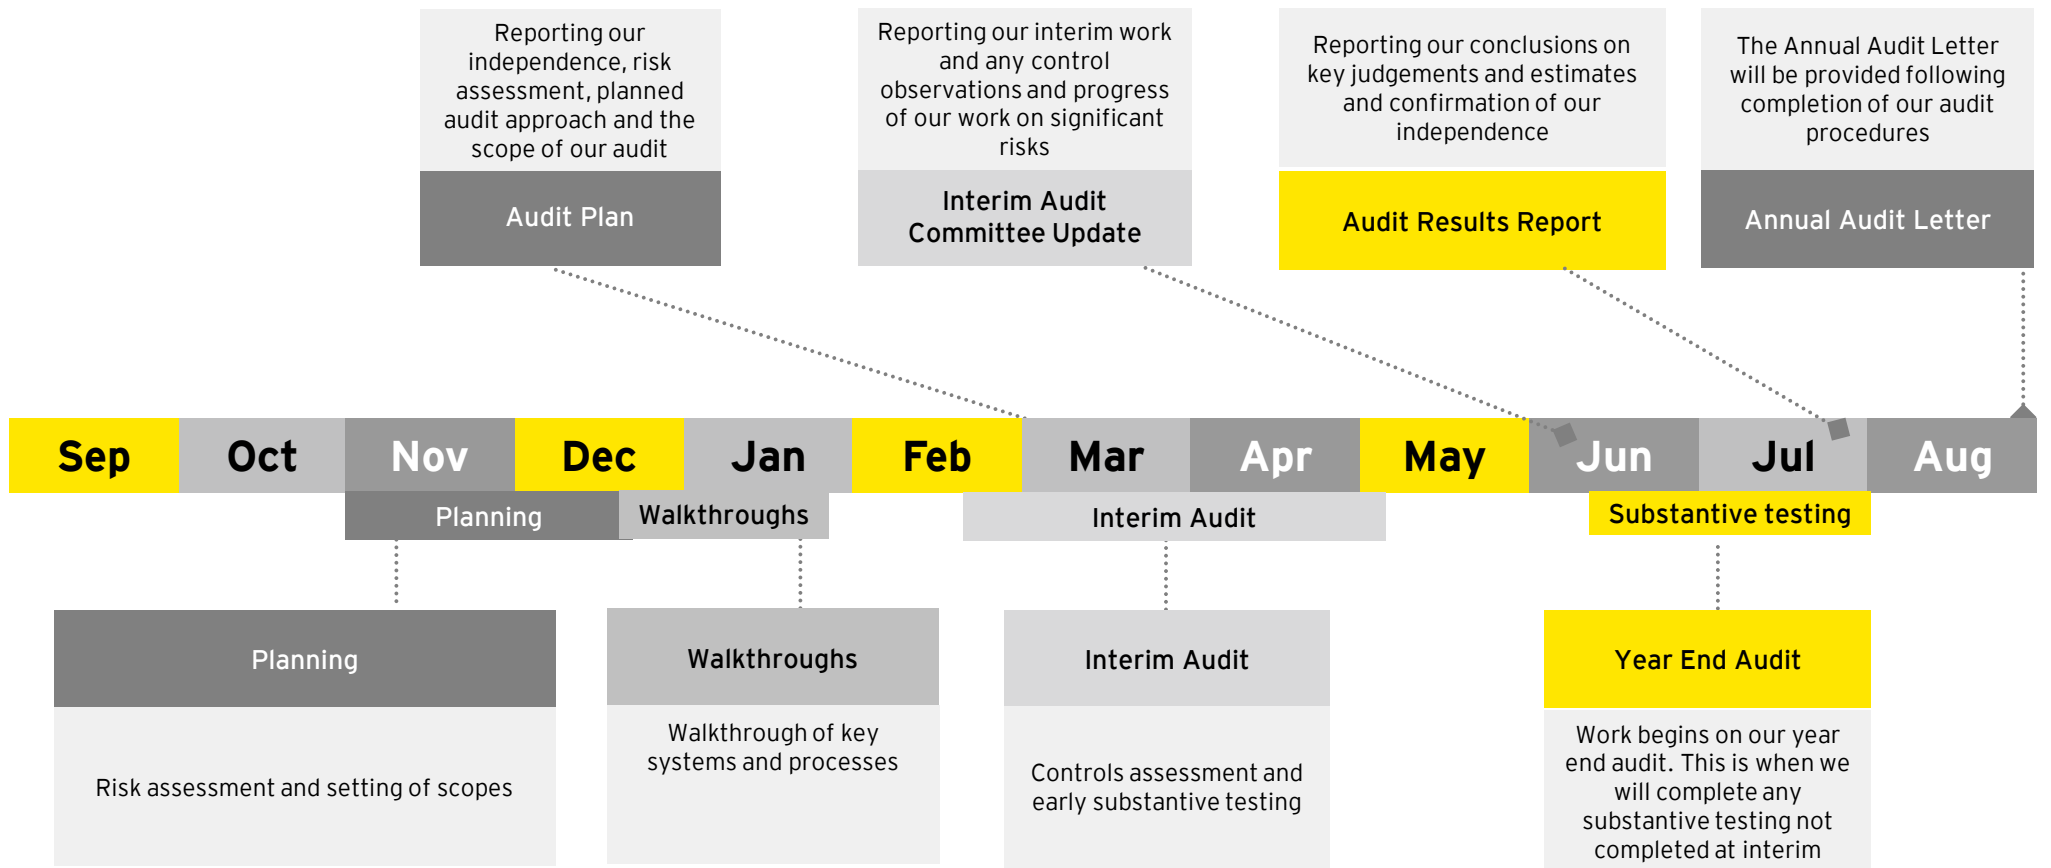 Reporting our
independence, risk
assessment, planned
audit approach and the
scope of our audit
Audit Plan
Reporting our interim work
and any control
observations and progress
of our work on significant
risks
Interim Audit
Committee Update
Reporting our conclusions on
key judgements and estimates
and confirmation of our
independence
Audit Results Report
The Annual Audit Letter
will be provided following
completion of our audit
procedures
Annual Audit Letter
Sep Oct Nov Dec Jan Feb Mar Apr May Jun Jul Aug
Planning Walkthroughs Interim Audit Substantive testing
Planning
Risk assessment and setting of scopes
Walkthroughs
Walkthrough of key
systems and processes
Interim Audit
Controls assessment and
early substantive testing
Year End Audit
Work begins on our year
end audit. This is when we
will complete any
substantive testing not
completed at interim